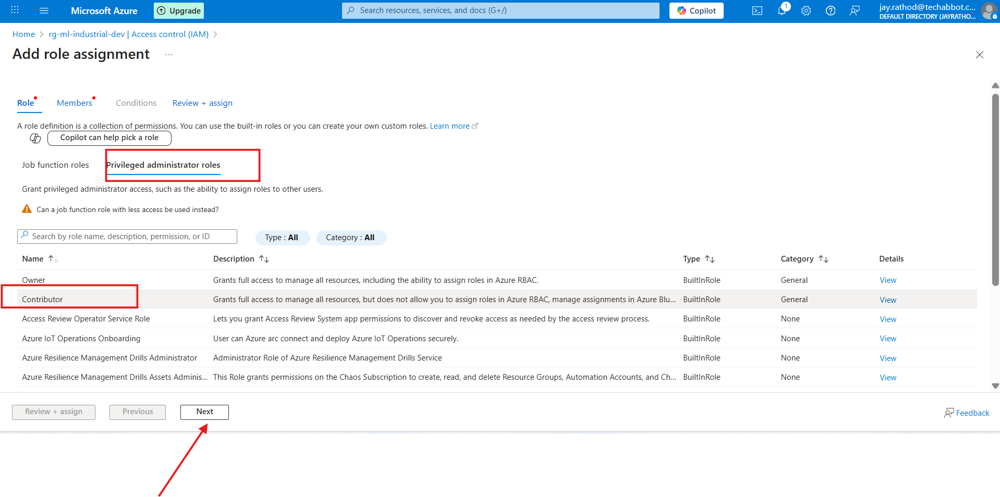 Microsoft Azure
Upgrade
Search resources, services, and docs (G+/)
Copilot
1
jay.rathod@techabbot.c...
DEFAULT DIRECTORY (JAYRATHO...
Home > rg-ml-industrial-dev | Access control (IAM) >
Add role assignment ...
Role Members Conditions Review + assign
A role definition is a collection of permissions. You can use the built-in roles or you can create your own custom roles. Learn more
Copilot can help pick a role
Job function roles Privileged administrator roles
Grant privileged administrator access, such as the ability to assign roles to other users.
Can a job function role with less access be used instead?
Search by role name, description, permission, or ID
Type : All
Category : All
Name Description Type Category Details
Owner Grants full access to manage all resources, including the ability to assign roles in Azure RBAC. BuiltInRole General View
Contributor Grants full access to manage all resources, but does not allow you to assign roles in Azure RBAC, manage assignments in Azure Blu... BuiltInRole General View
Access Review Operator Service Role Lets you grant Access Review System app permissions to discover and revoke access as needed by the access review process. BuiltInRole None View
Azure IoT Operations Onboarding User can Azure arc connect and deploy Azure IoT Operations securely. BuiltInRole None View
Azure Resilience Management Drills Administrator Administrator Role of Azure Resilience Management Drills Service BuiltInRole None View
Azure Resilience Management Drills Assets Adminis... This Role grants permissions on the Chaos Subscription to create, read, and delete Resource Groups, Automation Accounts, and Ch... BuiltInRole None View
Review + assign Previous Next
Feedback